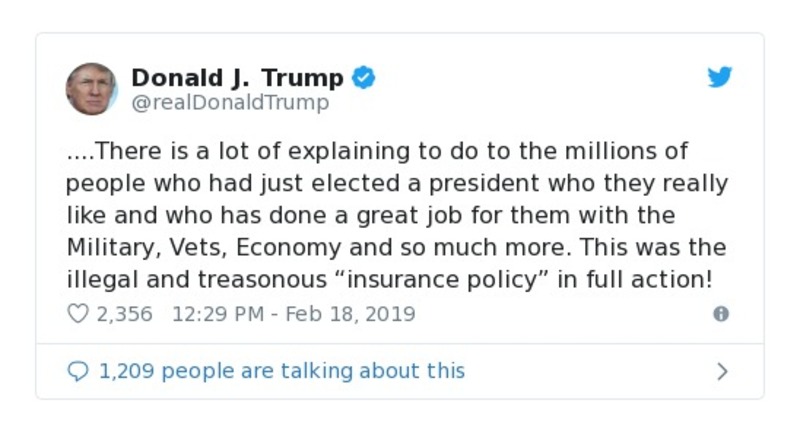 Donald J. Trump
@realDonaldTrump
....There is a lot of explaining to do to the millions of
people who had just elected a president who they really
like and who has done a great job for them with the
Military, Vets, Economy and so much more. This was the
illegal and treasonous “insurance policy” in full action!
2,356 12:29 PM - Feb 18, 2019
1,209 people are talking about this